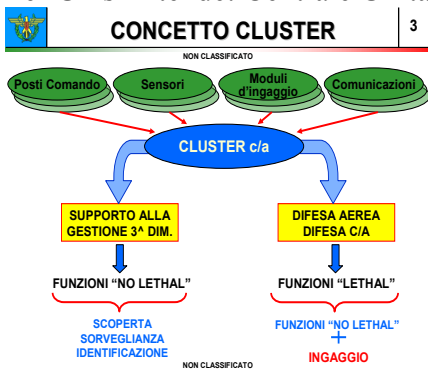 CONCETTO CLUSTER
3
NON CLASSIFICATO
Posti Comando
Sensori
Moduli
d'ingaggio
Comunicazioni
CLUSTER c/a
SUPPORTO ALLA
GESTIONE 3^ DIM.
DIFESA AEREA
DIFESA C/A
FUNZIONI “NO LETHAL”
FUNZIONI “LETHAL”
SCOPERTA
SORVEGLIANZA
IDENTIFICAZIONE
FUNZIONI “NO LETHAL”
+
INGAGGIO
NON CLASSIFICATO